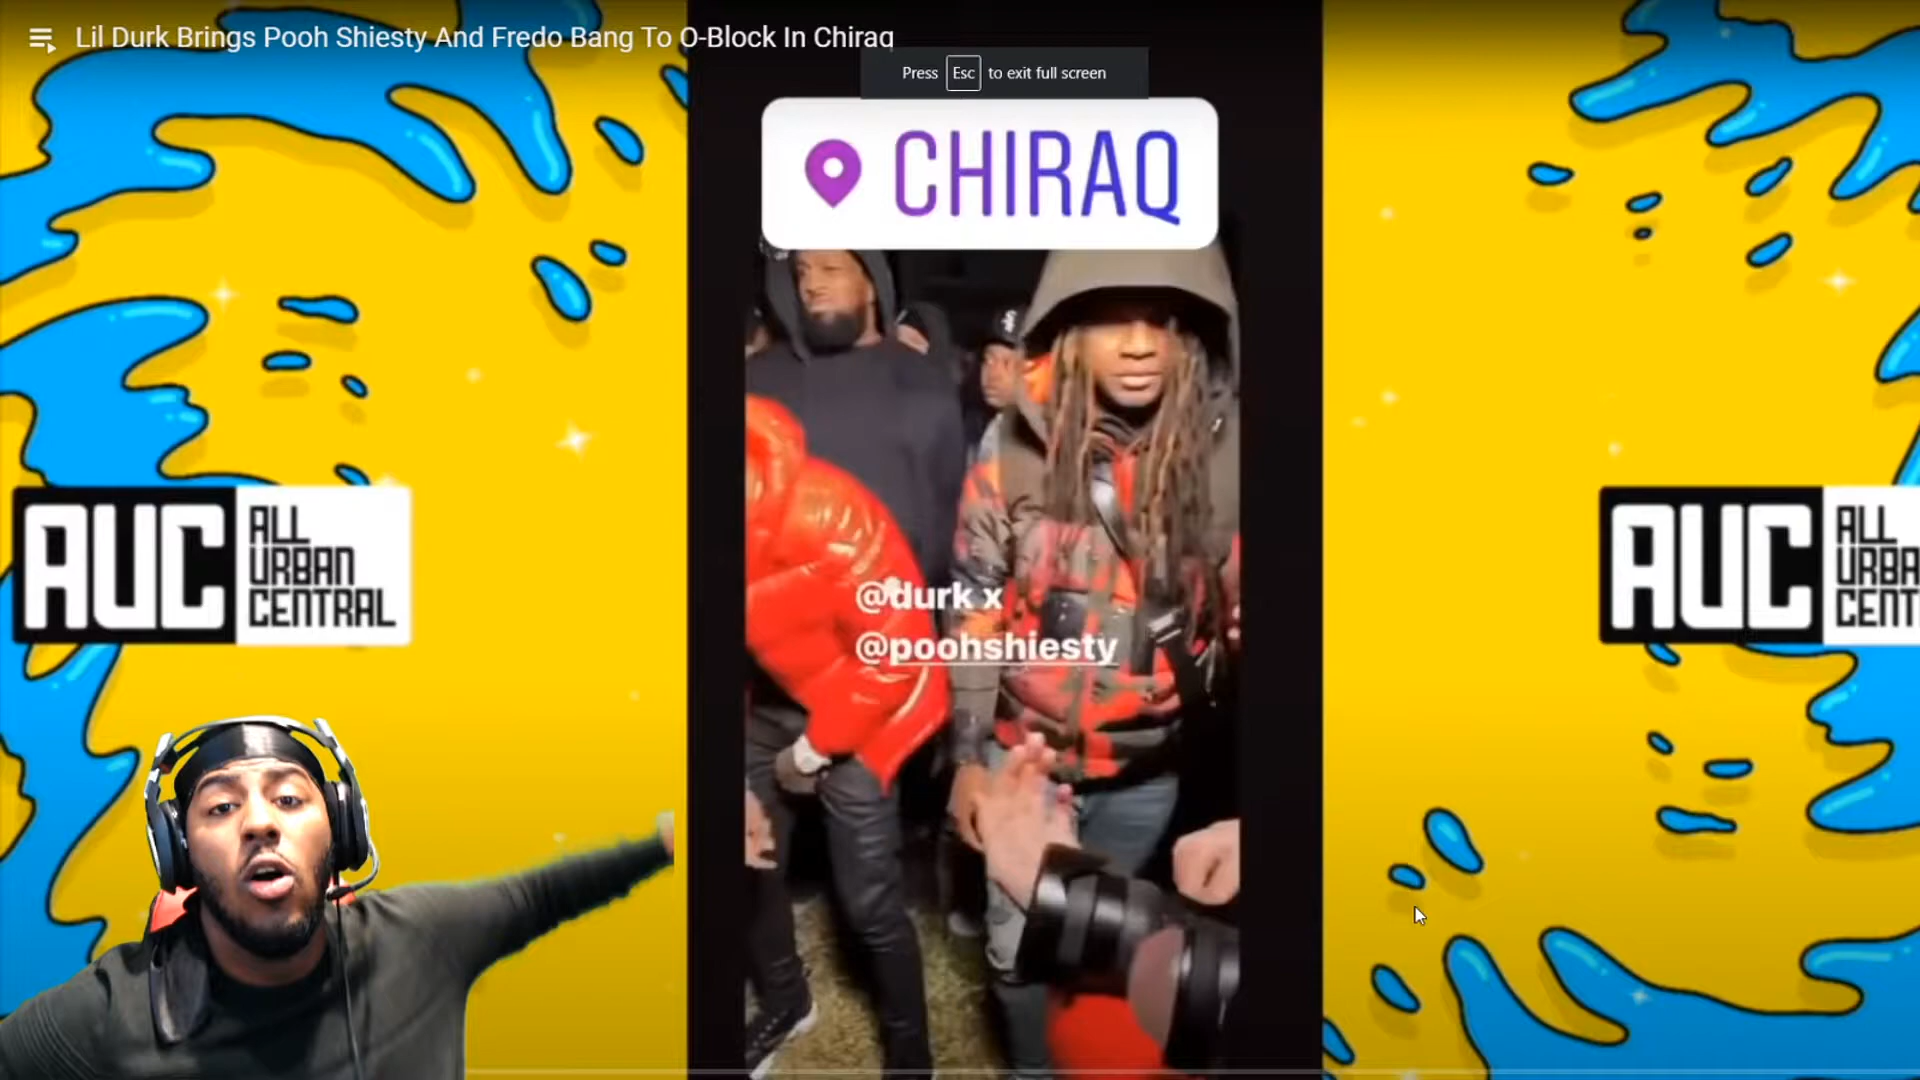 Lil Durk Brings Pooh Shiesty And Fredo Bang To O-Block In Chiraq
Press Esc to exit full screen
CHIRAQ
@durk x
@poohshiesty
AUC
ALL
URBAN
CENTRAL
AUC
ALL
URBA
CENT